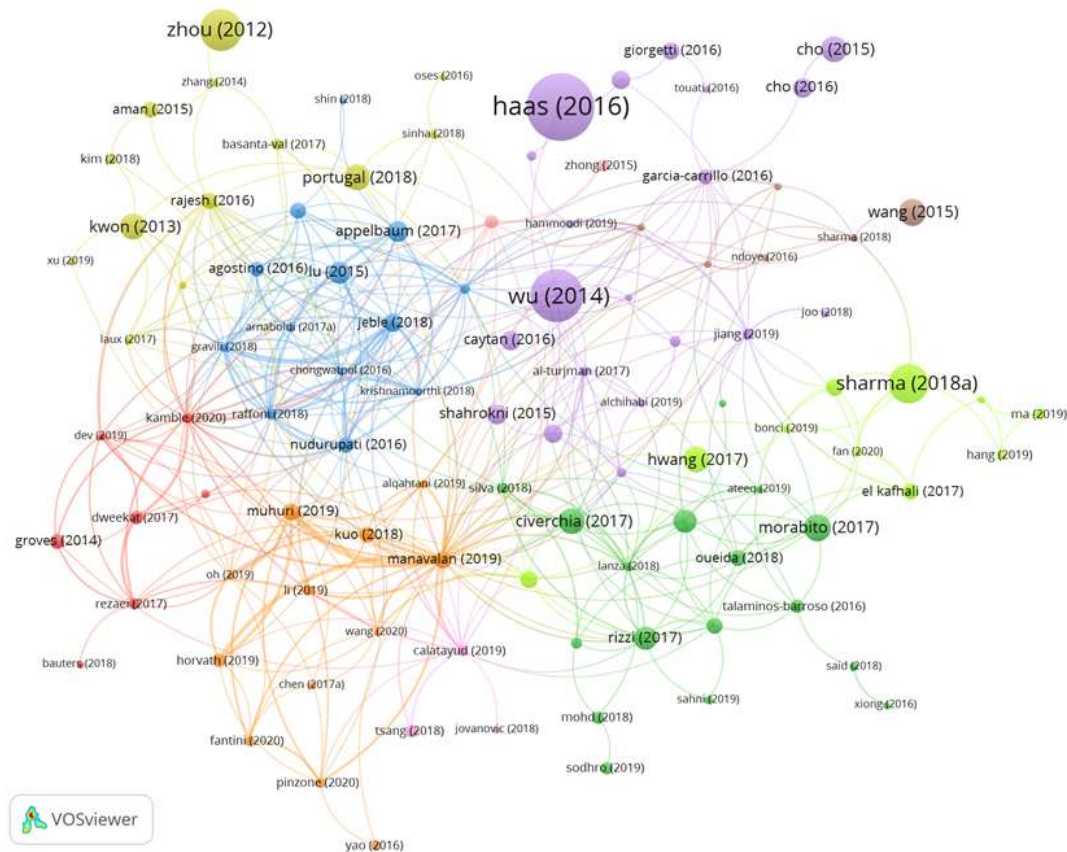 zhou (2012)
giorgetti (2016)
cho (2015)
oses (2016)
zhang (2014)
touati (2016)
cho (2016)
shin (2018)
haas (2016)
aman (2015)
sinha (2018)
basanta-val (2017)
kim (2018)
zhong (2015)
portugal (2018)
garcia-carrillo (2016)
rajesh (2016)
wang (2015)
kwon (2013)
hammoodi (2019)
appelbaum (2017)
sharma (2018)
ndoye (2016)
xu (2019)
agostino (2016)
lu (2015)
wu (2014)
joo (2018)
jeble (2018)
arnaboldi (2017a)
jiang (2019)
laux (2017)
caytan (2016)
gravili (2018)
chongwatpol (2016)
al-turjman (2017)
sharma (2018a)
krishnamoorthi (2018)
alchihabi (2019)
shahrokni (2015)
raffoni (2018)
ma (2019)
kamble (2020)
bonci (2019)
dev (2019)
nudurupati (2016)
fan (2020)
hang (2019)
hwang (2017)
alqahtani (2019)
silva (2018)
ateeq (2019)
el kafhali (2017)
muhuri (2019)
dweekat (2017)
civerchia (2017)
morabito (2017)
kuo (2018)
groves (2014)
manavalan (2019)
oueida (2018)
lanza (2018)
oh (2019)
li (2019)
rezaei (2017)
talaminos-barroso (2016)
wang (2020)
rizzi (2017)
calatayud (2019)
horvath (2019)
bauters (2018)
said (2018)
chen (2017a)
sahni (2019)
xiong (2016)
mohd (2018)
tsang (2018)
jovanovic (2018)
fantini (2020)
sodhro (2019)
pinzone (2020)
VOSviewer
yao (2016)